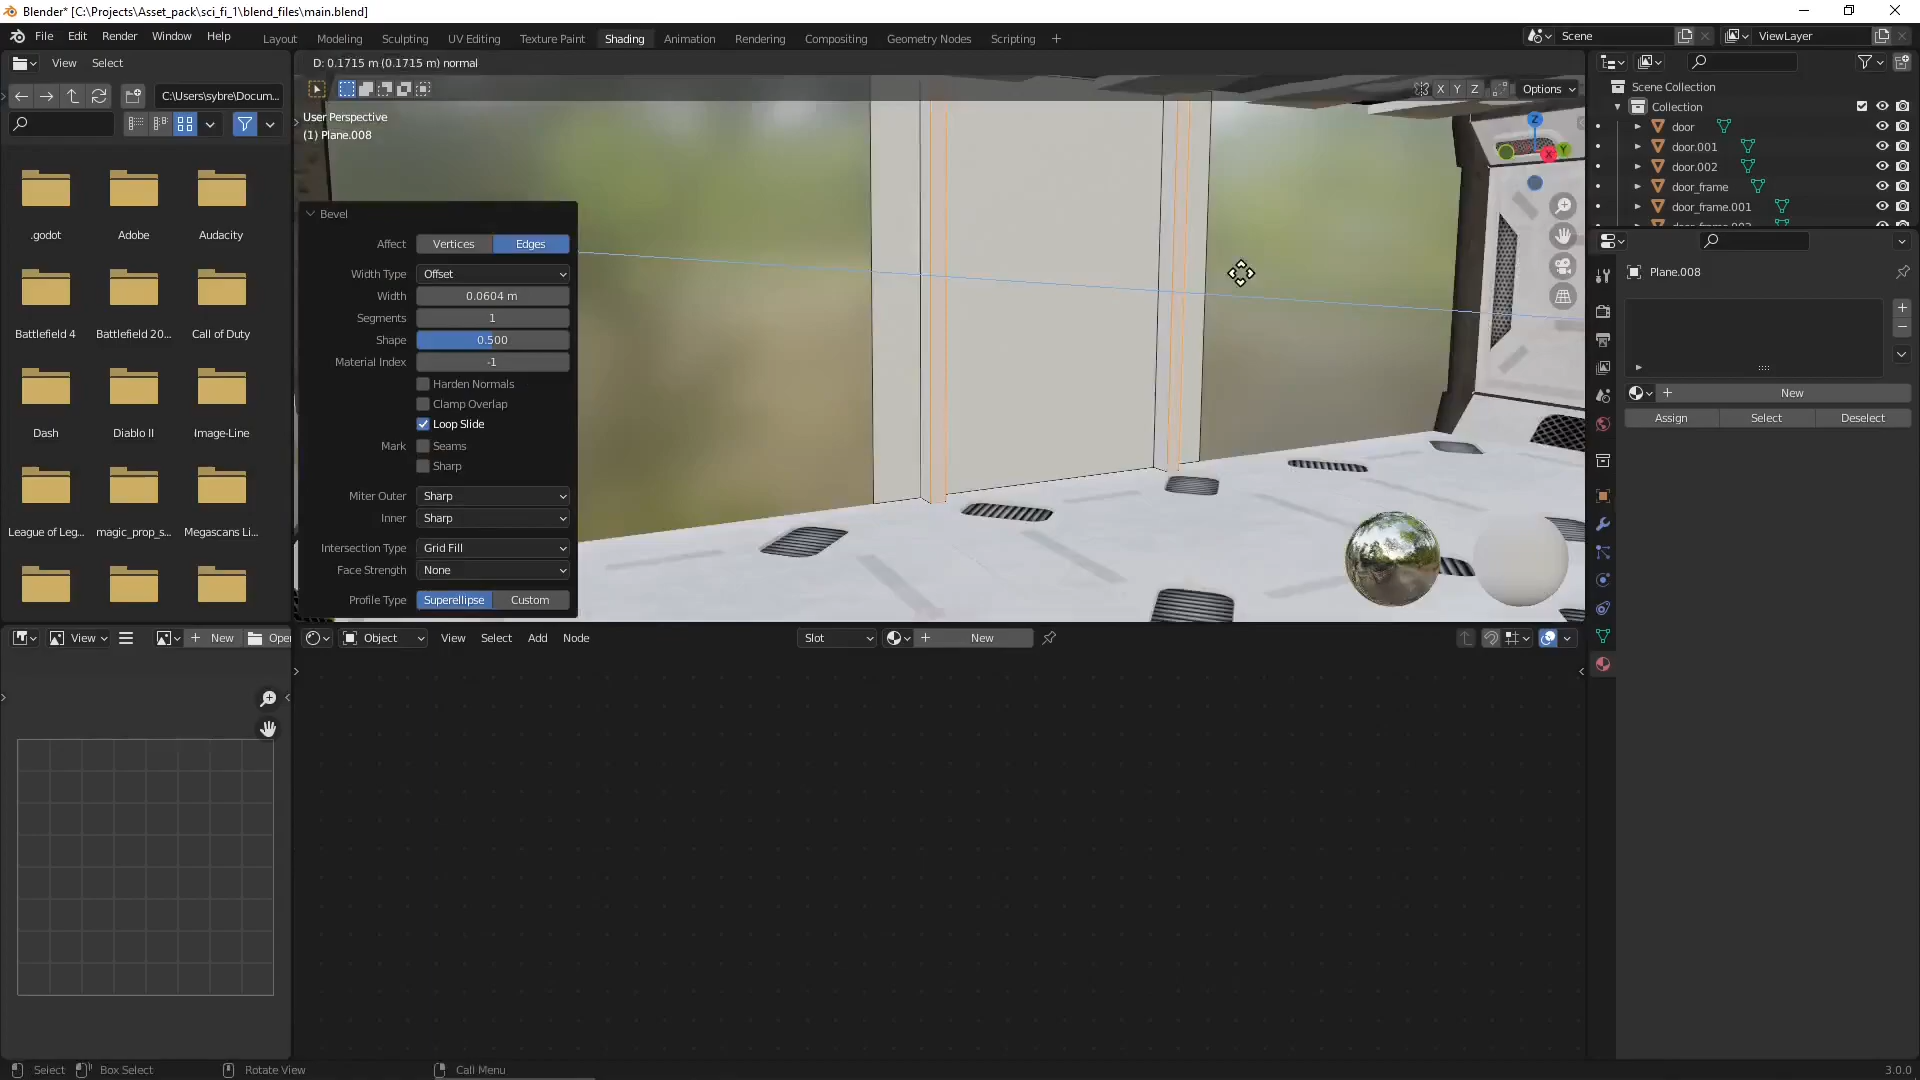 Blender* [C:\Projects\Asset_pack\sci_fi_1\blend_files\main.blend]
File Edit Render Window Help
Layout Modeling Sculpting UV Editing Texture Paint Shading Animation Rendering Compositing Geometry Nodes Scripting
Scene
ViewLayer
View Select
D: 0.1715 m (0.1715 m) normal
C:\Users\sybre\Docum...
X Y Z Options
User Perspective
(1) Plane.008
Scene Collection
Collection
door
door.001
door.002
door_frame
door_frame.001
.godot
Adobe
Audacity
Battlefield 4
Battlefield 20...
Call of Duty
Dash
Diablo II
Image-Line
League of Leg...
magic_prop_s...
Megascans Li...
Bevel
Affect Vertices Edges
Width Type Offset
Width 0.0604 m
Segments 1
Shape 0.500
Material Index -1
Harden Normals
Clamp Overlap
Loop Slide
Mark Seams
Sharp
Miter Outer Sharp
Inner Sharp
Intersection Type Grid Fill
Face Strength None
Profile Type Superellipse Custom
Z
X
Y
Plane.008
New
Assign Select Deselect
View New Ope
Object View Select Add Node
Slot
New
Select
Box Select
Rotate View
Call Menu
3.0.0